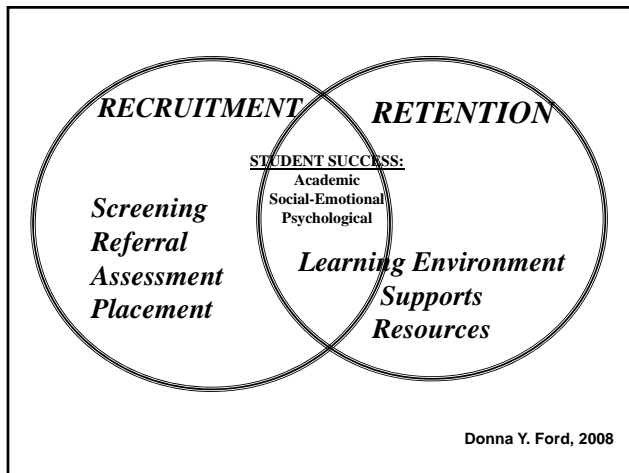 RECRUITMENT
RETENTION
STUDENT SUCCESS:
Academic
Social-Emotional
Psychological
Screening
Referral
Assessment
Placement
Learning Environment
Supports
Resources
Donna Y. Ford, 2008